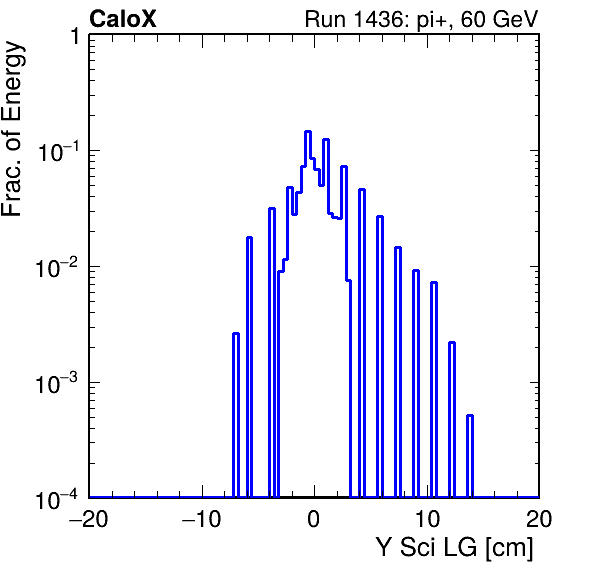 CaloX Run 1436: pi+, 60 GeV
Frac. of Energy
1
10⁻¹
10⁻²
10⁻³
10⁻⁴
−20 −10 0 10 20
Y Sci LG [cm]